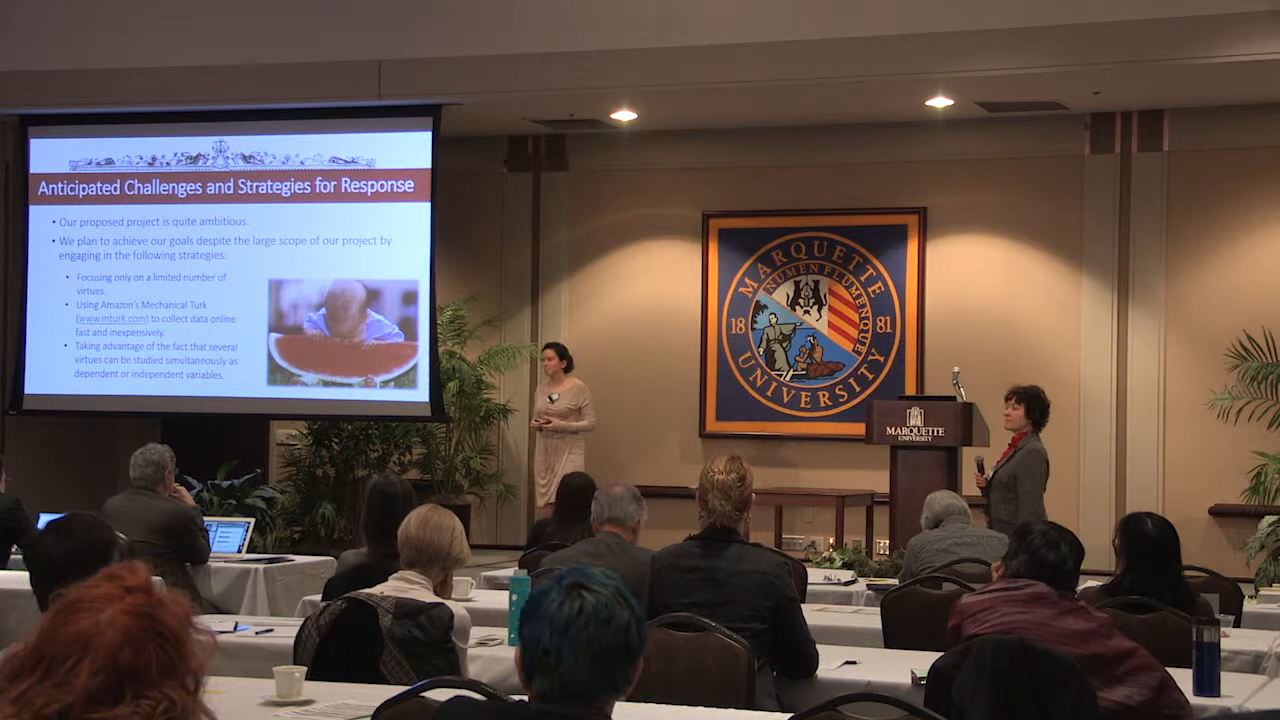 Anticipated Challenges and Strategies for Response
• Our proposed project is quite ambitious.
• We plan to achieve our goals despite the large scope of our project by
engaging in the following strategies:
• Focusing only on a limited number of
virtues.
• Using Amazon's Mechanical Turk
(www.mturk.com) to collect data online
fast and inexpensively.
• Taking advantage of the fact that several
virtues can be studied simultaneously as
dependent or independent variables.
MARQUETTE
NUMEN FLUMENQUE
18 81
UNIVERSITY
MARQUETTE
UNIVERSITY